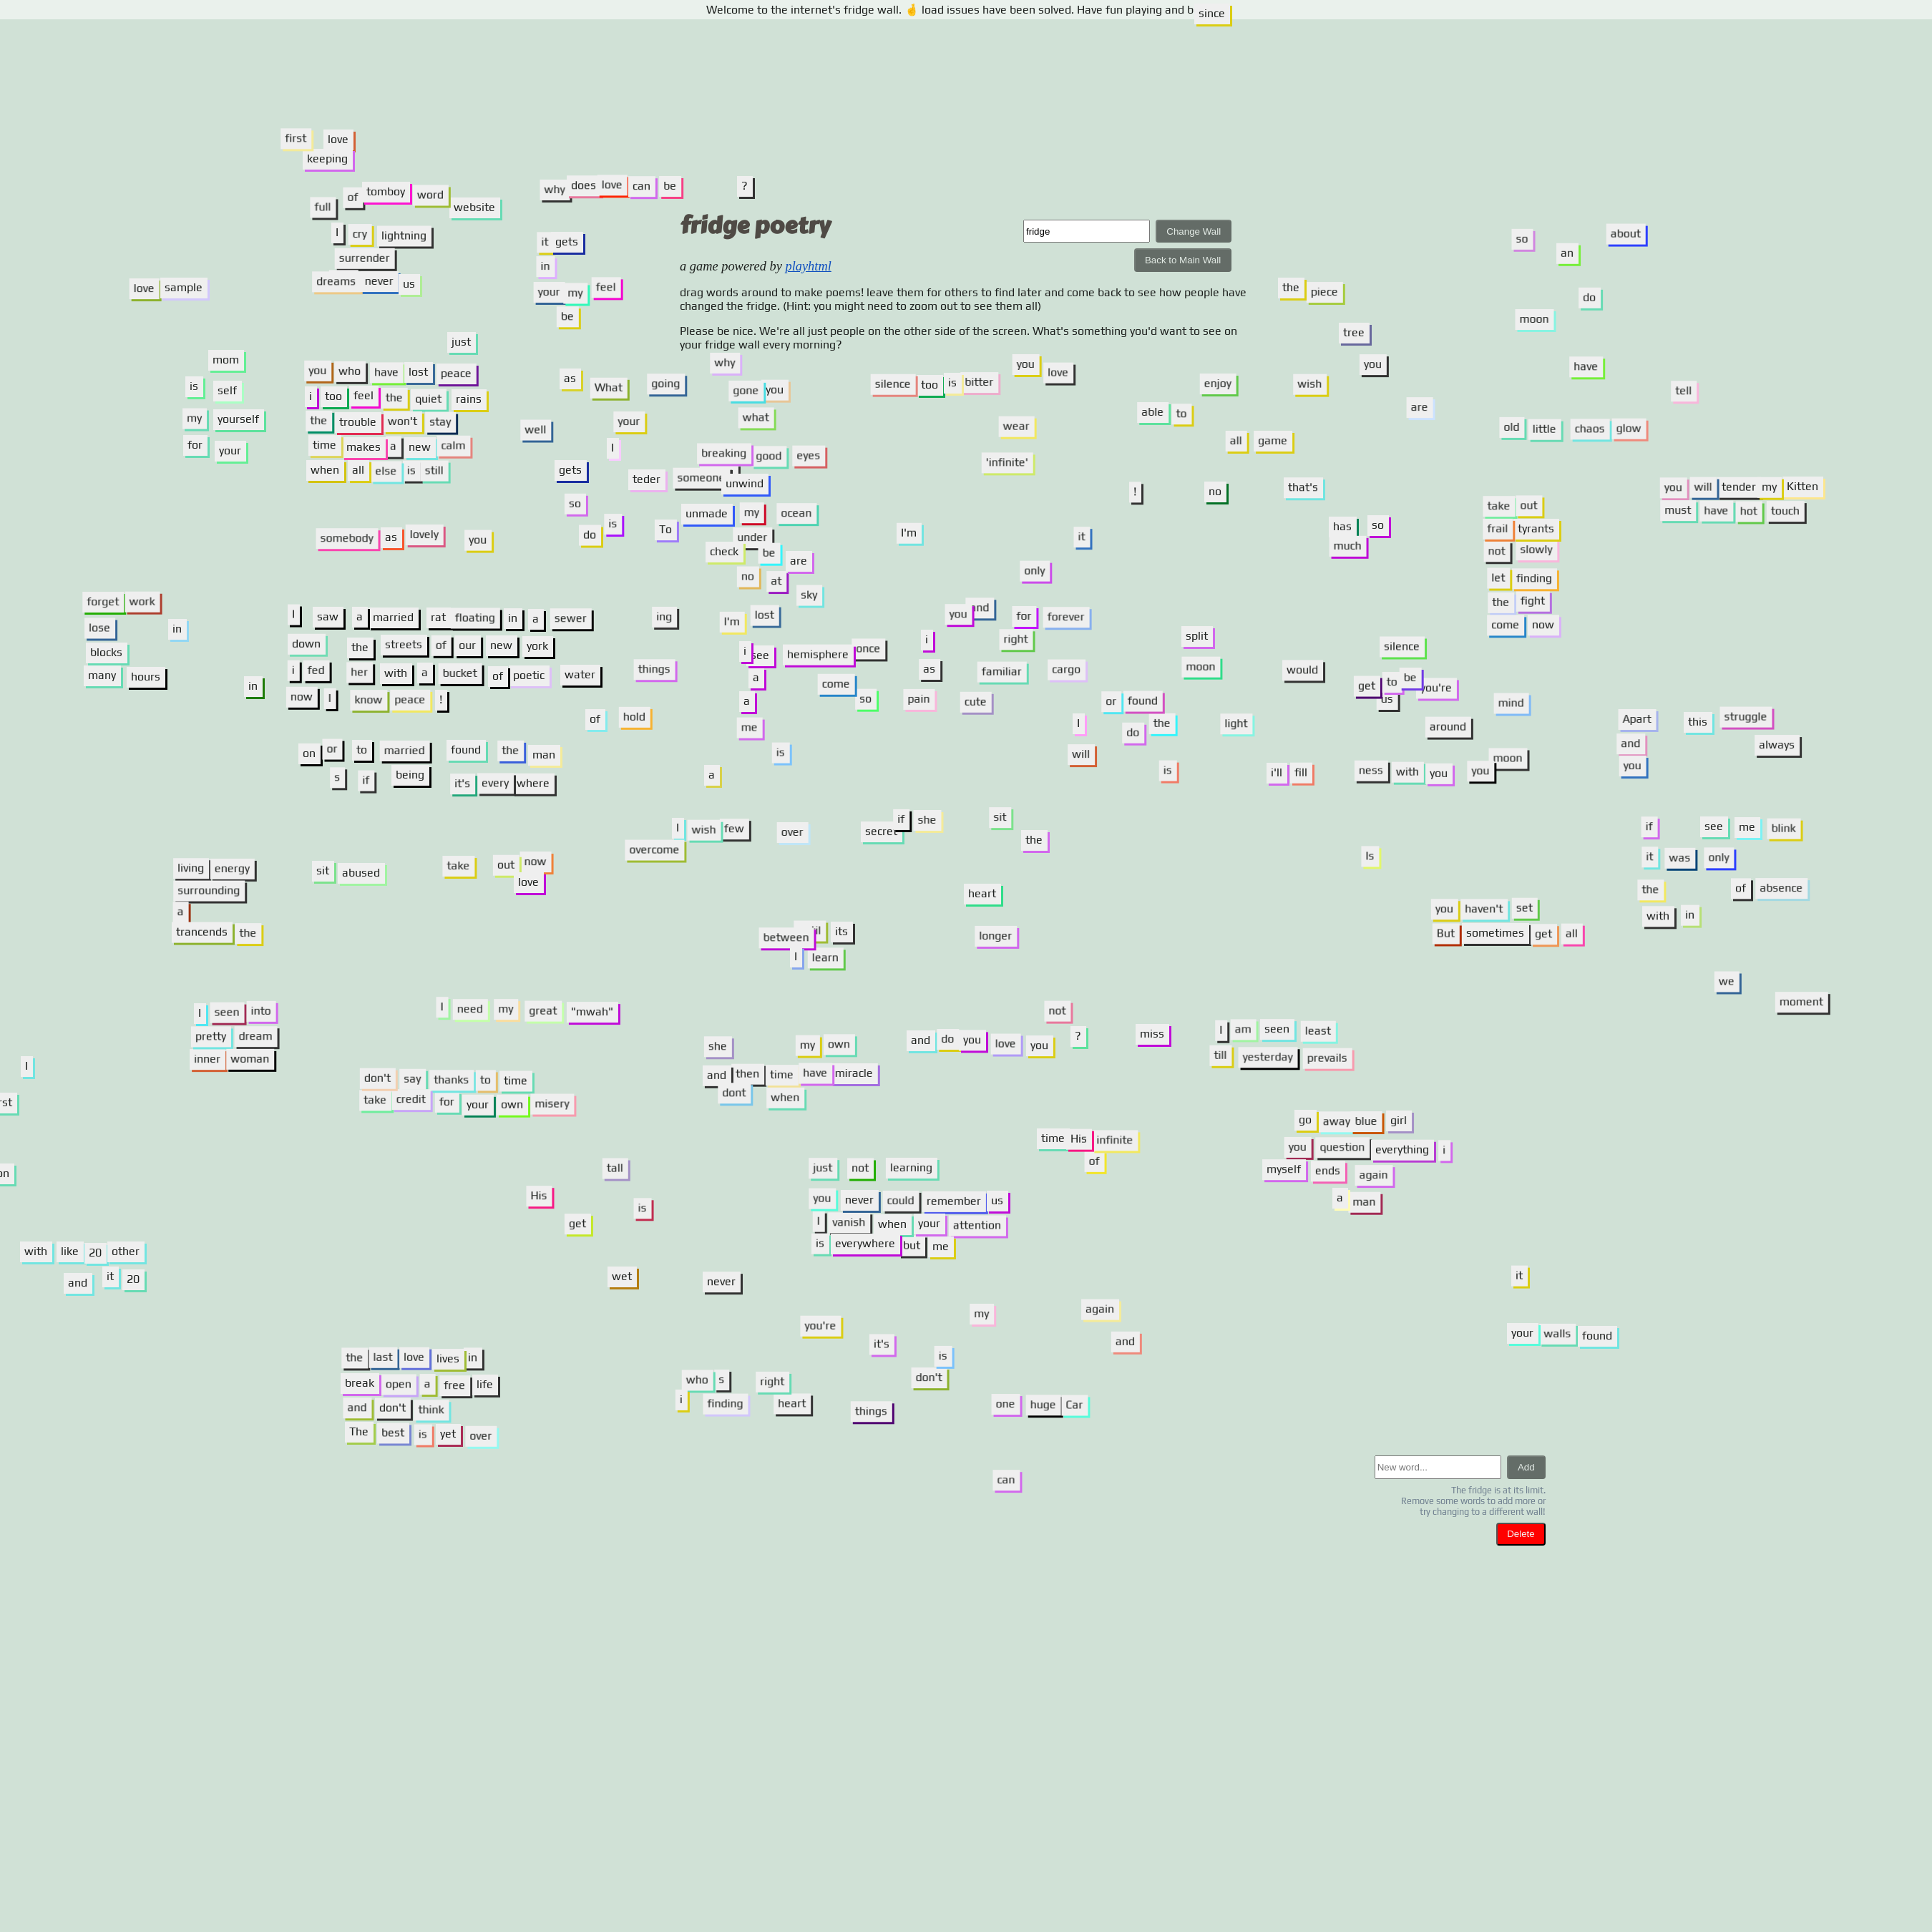 Welcome to the internet's fridge wall. ☝ load issues have been solved. Have fun playing and b
since
first love
keeping
full of tomboy word website
I cry lightning
surrender
dreams never us
why does love can be ?
it gets
in
your my feel
be
love sample
fridge poetry
fridge
Change Wall
Back to Main Wall
a game powered by playhtml
drag words around to make poems! leave them for others to find later and come back to see how people have
changed the fridge. (Hint: you might need to zoom out to see them all)
Please be nice. We're all just people on the other side of the screen. What's something you'd want to see on
your fridge wall every morning?
so an about
do
moon
have
tell
the piece
tree
you
are
just
mom
is self
my yourself
for your
you who have lost peace
i too feel the quiet rains
the trouble won't stay
time makes a new calm
when all else is still
somebody as lovely you
as What going
why
gone you
what
well your
I
gets
so
do is
teder someone
breaking good eyes
unwind
To unmade my ocean
under
check be are
no at
sky
silence too is bitter
you love
wear
'infinite'
enjoy wish
able to
all game
! no that's
I'm it
only
has so
much
old little chaos glow
you will tender my Kitten
must have hot touch
take out
frail tyrants
not slowly
let finding
the fight
come now
forget work
lose in
blocks
many hours
in
I saw a married rat floating in a sewer
down the streets of our new york
i fed her with a bucket of poetic water
now I know peace !
on or to married found the man
s if being it's every where
ing
things
of hold
I'm lost
i see hemisphere once
a come
a so
me
is
a
you for forever
i right
as familiar cargo
pain cute
split
moon
or found
I do the light
will is
would
silence
get to be
us you're
mind
around
moon
i'll fill
ness with you you
Apart this struggle
and always
you
I wish few over
overcome
secret if she
sit
the
heart
longer
living energy
surrounding
a
trancends the
sit abused
take out now
love
between its
I learn
Is
you haven't set
But sometimes get all
if see me blink
it was only
the of absence
with in
we
moment
I seen into
pretty dream
inner woman
I
I need my great "mwah"
don't say thanks to time
take credit for your own misery
she my own
and then time have miracle
dont when
and do you love you ?
not
miss
I am seen least
till yesterday prevails
go away blue girl
you question everything i
myself ends again
a man
time His infinite
of
tall
His is
get
wet never
just not learning
you never could remember us
I vanish when your attention
is everywhere but me
with like 20 other
and it 20
it
your walls found
you're my again
it's and
is
don't
the last love lives in
break open a free life
and don't think
The best is yet over
who s right
i finding heart
things
one huge Car
can
New word...
Add
The fridge is at its limit.
Remove some words to add more or
try changing to a different wall!
Delete